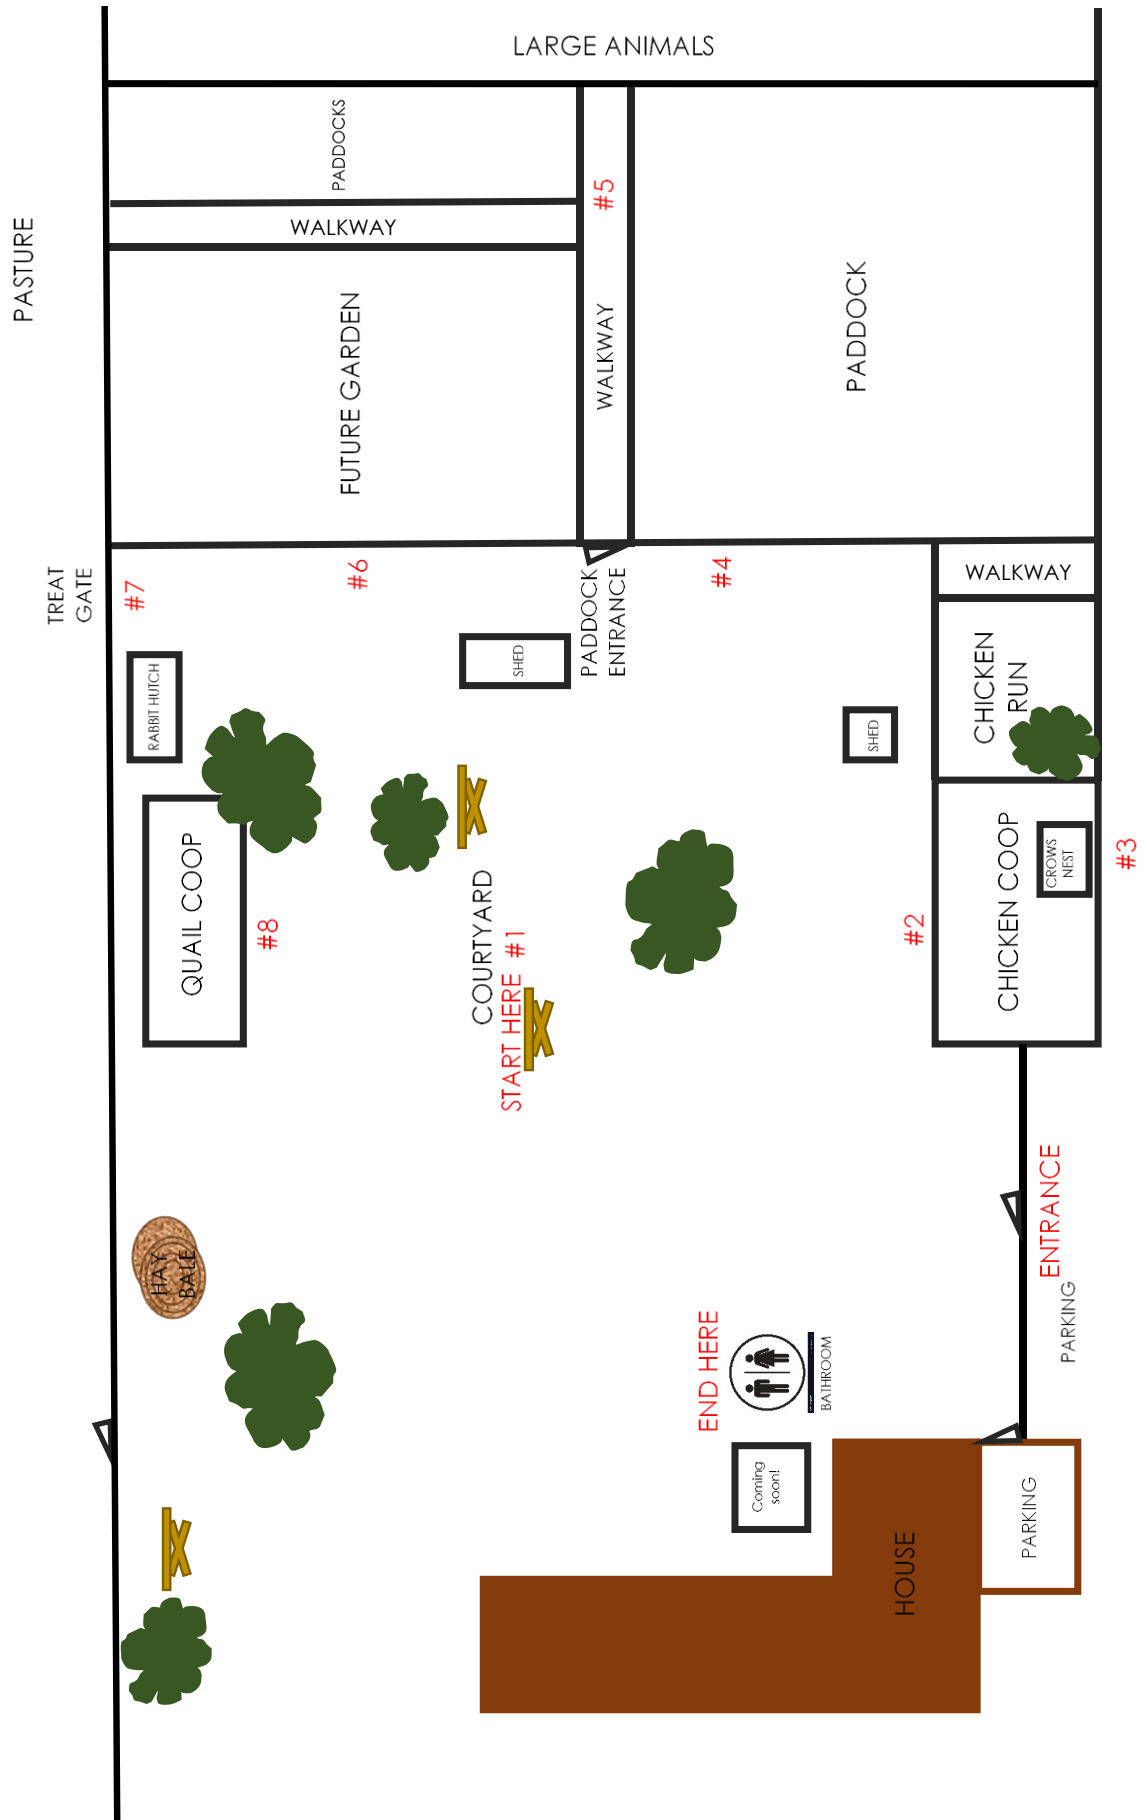 LARGE ANIMALS
PADDOCKS
#5
WALKWAY
PASTURE
WALKWAY
FUTURE GARDEN
PADDOCK
TREAT
GATE
#7
#6
PADDOCK
ENTRANCE
#4
WALKWAY
RABBIT HUTCH
SHED
SHED
CHICKEN
RUN
QUAIL COOP
#8
COURTYARD
START HERE #1
#2
CHICKEN COOP
CROWS
NEST
#3
HAY
BALE
ENTRANCE
PARKING
END HERE
BATHROOM
Coming
soon!
HOUSE
PARKING